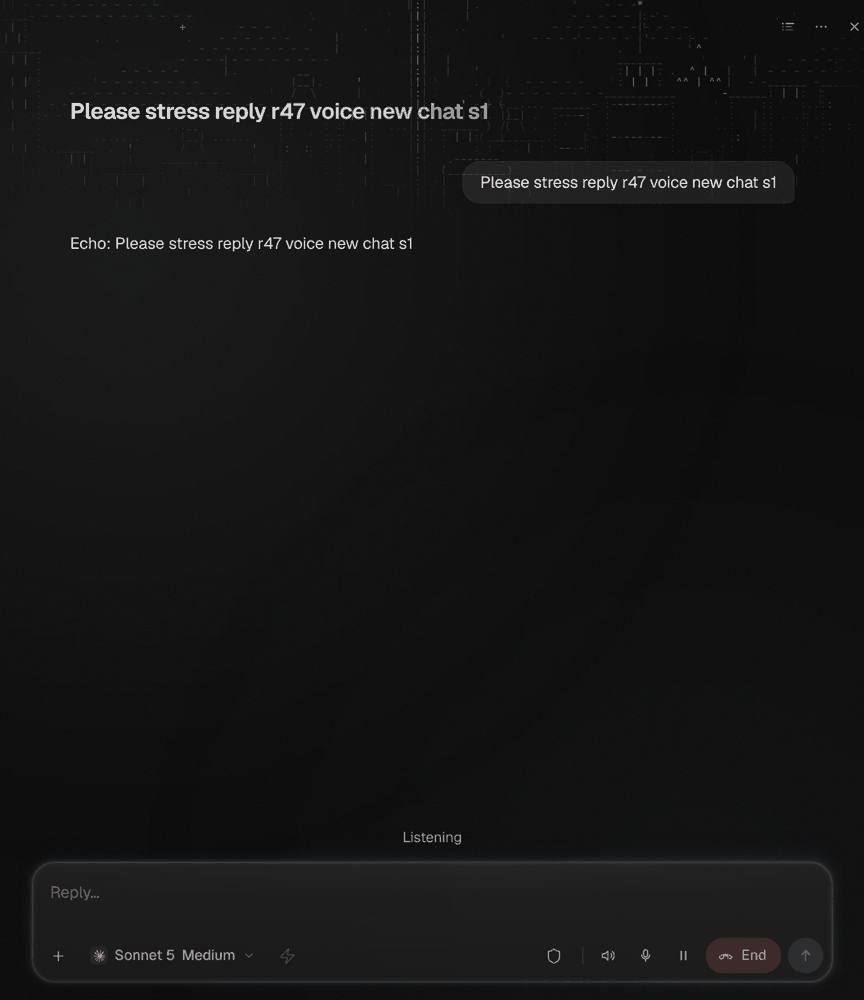 Please stress reply r47 voice new chat s1
Please stress reply r47 voice new chat s1
Echo: Please stress reply r47 voice new chat s1
Listening
Reply...
Sonnet 5 Medium
End